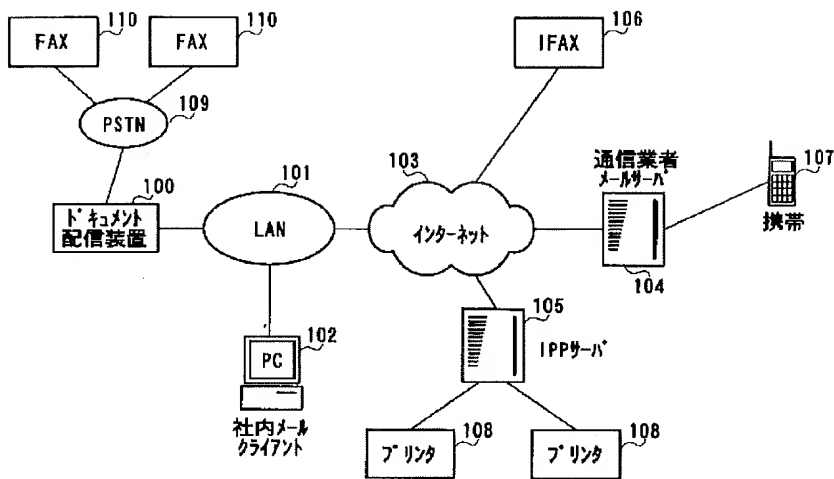 110
110
106
FAX
FAX
IFAX
109
PSTN
107
103
通信業者
メールサーバ
101
100
ドキュメント
配信装置
LAN
インターネット
携帯
104
105
102
PC
IPPサーバ
社内メール
クライアント
108
108
プリンタ
プリンタ